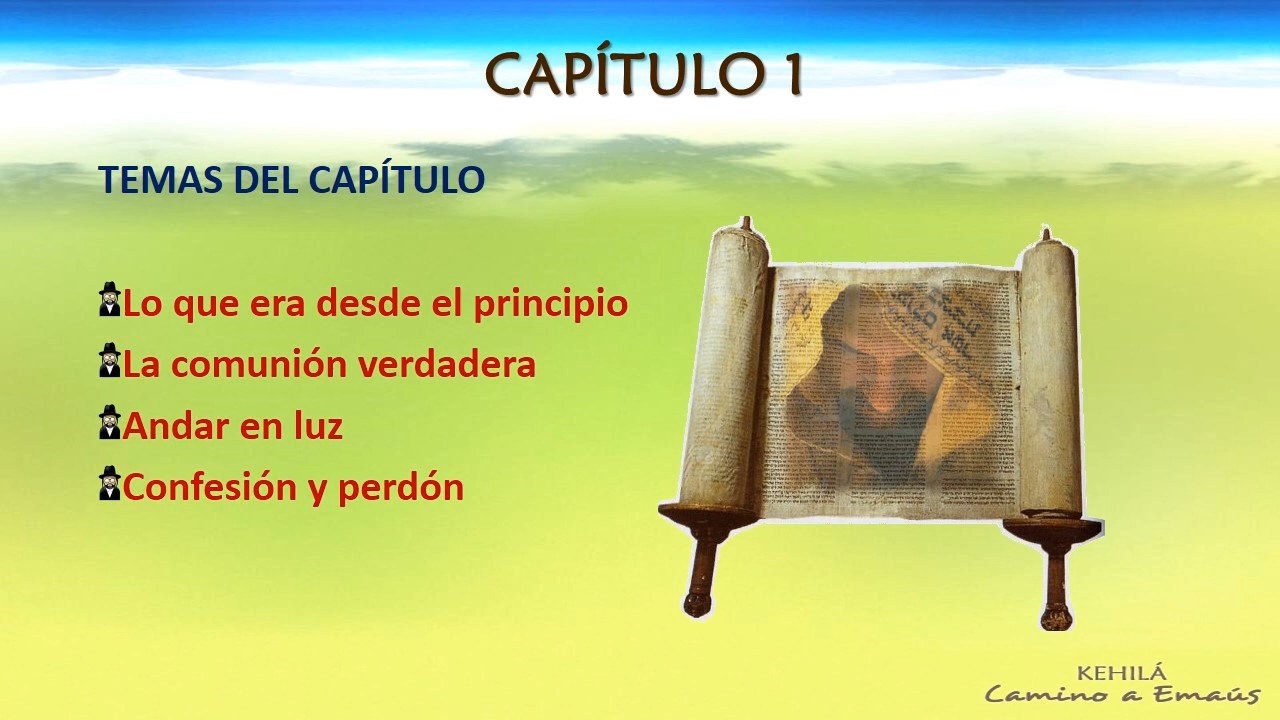 CAPÍTULO 1
TEMAS DEL CAPÍTULO
Lo que era desde el principio
La comunión verdadera
Andar en luz
Confesión y perdón
KEHILÁ
Camino a Emaús